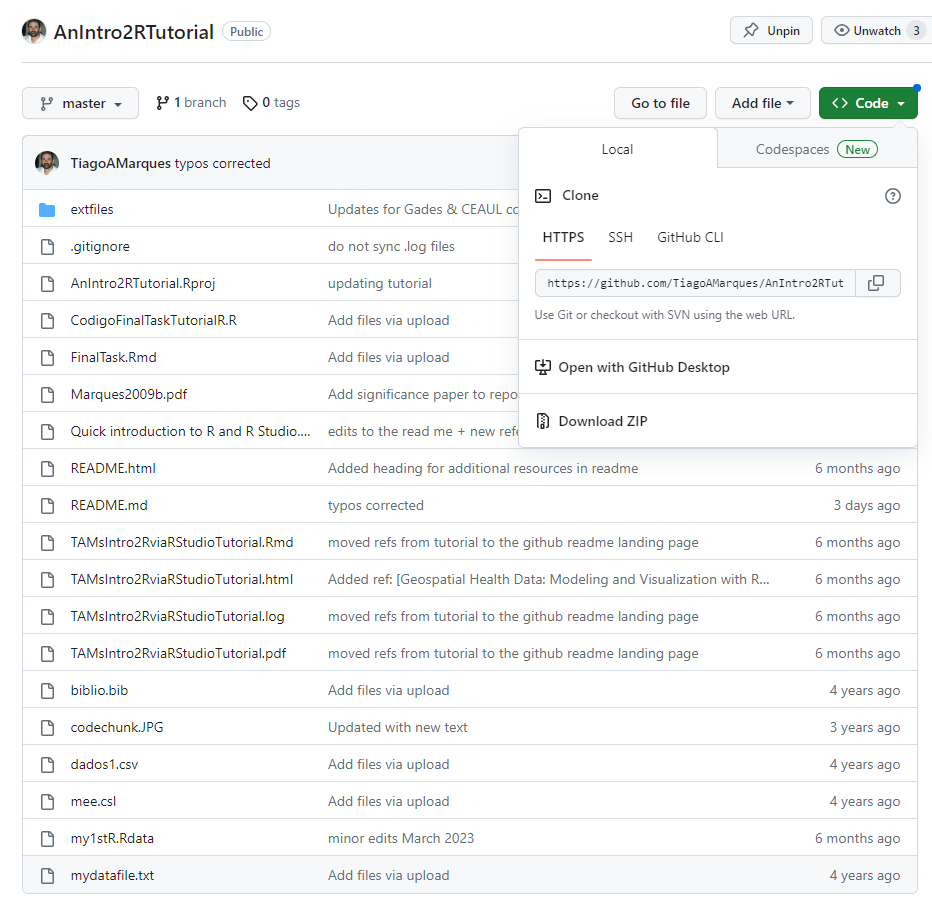 AnIntro2RTutorial Public Unpin Unwatch 3
master 1 branch 0 tags Go to file Add file Code
TiagoAMarques typos corrected
Local Codespaces New
Clone
HTTPS SSH GitHub CLI
https://github.com/TiagoAMarques/AnIntro2RTut
Use Git or checkout with SVN using the web URL.
Open with GitHub Desktop
Download ZIP
extfiles Updates for Gades & CEAUL co
.gitignore do not sync .log files
AnIntro2RTutorial.Rproj updating tutorial
CodigoFinalTaskTutorialR.R Add files via upload
FinalTask.Rmd Add files via upload
Marques2009b.pdf Add significance paper to repo
Quick introduction to R and R Studio.... edits to the read me + new refe
README.html Added heading for additional resources in readme 6 months ago
README.md typos corrected 3 days ago
TAMsIntro2RviaRStudioTutorial.Rmd moved refs from tutorial to the github readme landing page 6 months ago
TAMsIntro2RviaRStudioTutorial.html Added ref: [Geospatial Health Data: Modeling and Visualization with R... 6 months ago
TAMsIntro2RviaRStudioTutorial.log moved refs from tutorial to the github readme landing page 6 months ago
TAMsIntro2RviaRStudioTutorial.pdf moved refs from tutorial to the github readme landing page 6 months ago
biblio.bib Add files via upload 4 years ago
codechunk.JPG Updated with new text 3 years ago
dados1.csv Add files via upload 4 years ago
mee.csl Add files via upload 4 years ago
my1stR.Rdata minor edits March 2023 6 months ago
mydatafile.txt Add files via upload 4 years ago